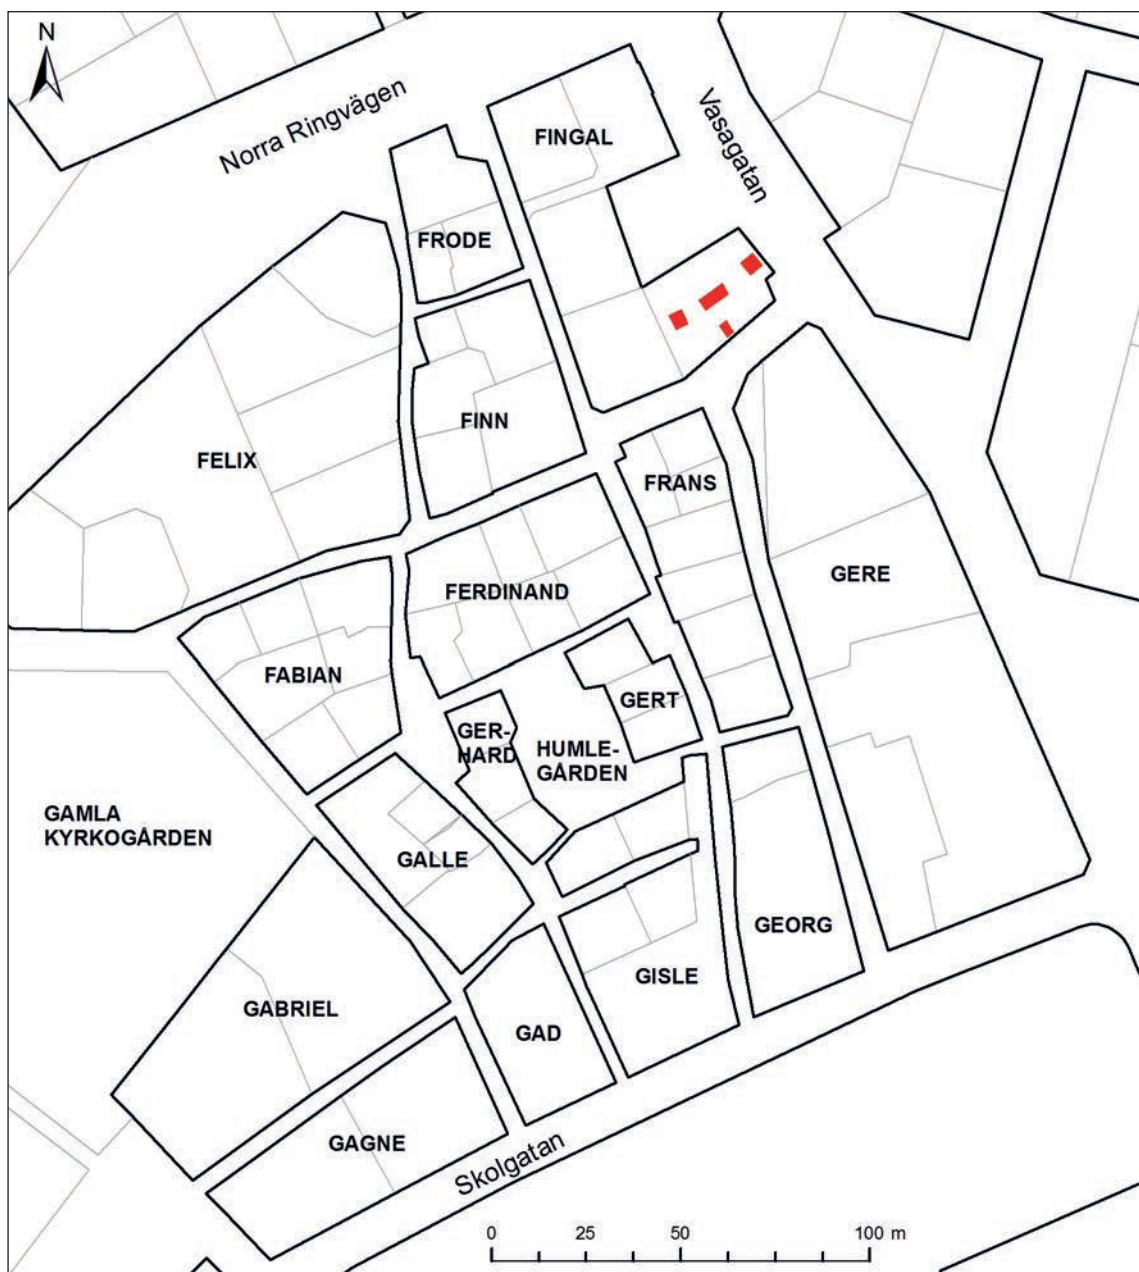 N
Norra Ringvägen
Vasagatan
FINGAL
FRODE
FINN
FELIX
FRANS
GERE
FERDINAND
FABIAN
GERT
GER-
HARD
HUMLE-
GÅRDEN
GAMLA
KYRKOGÅRDEN
GALLE
GEORG
GISLE
GABRIEL
GAD
GAGNE
Skolgatan
0 25 50 100 m